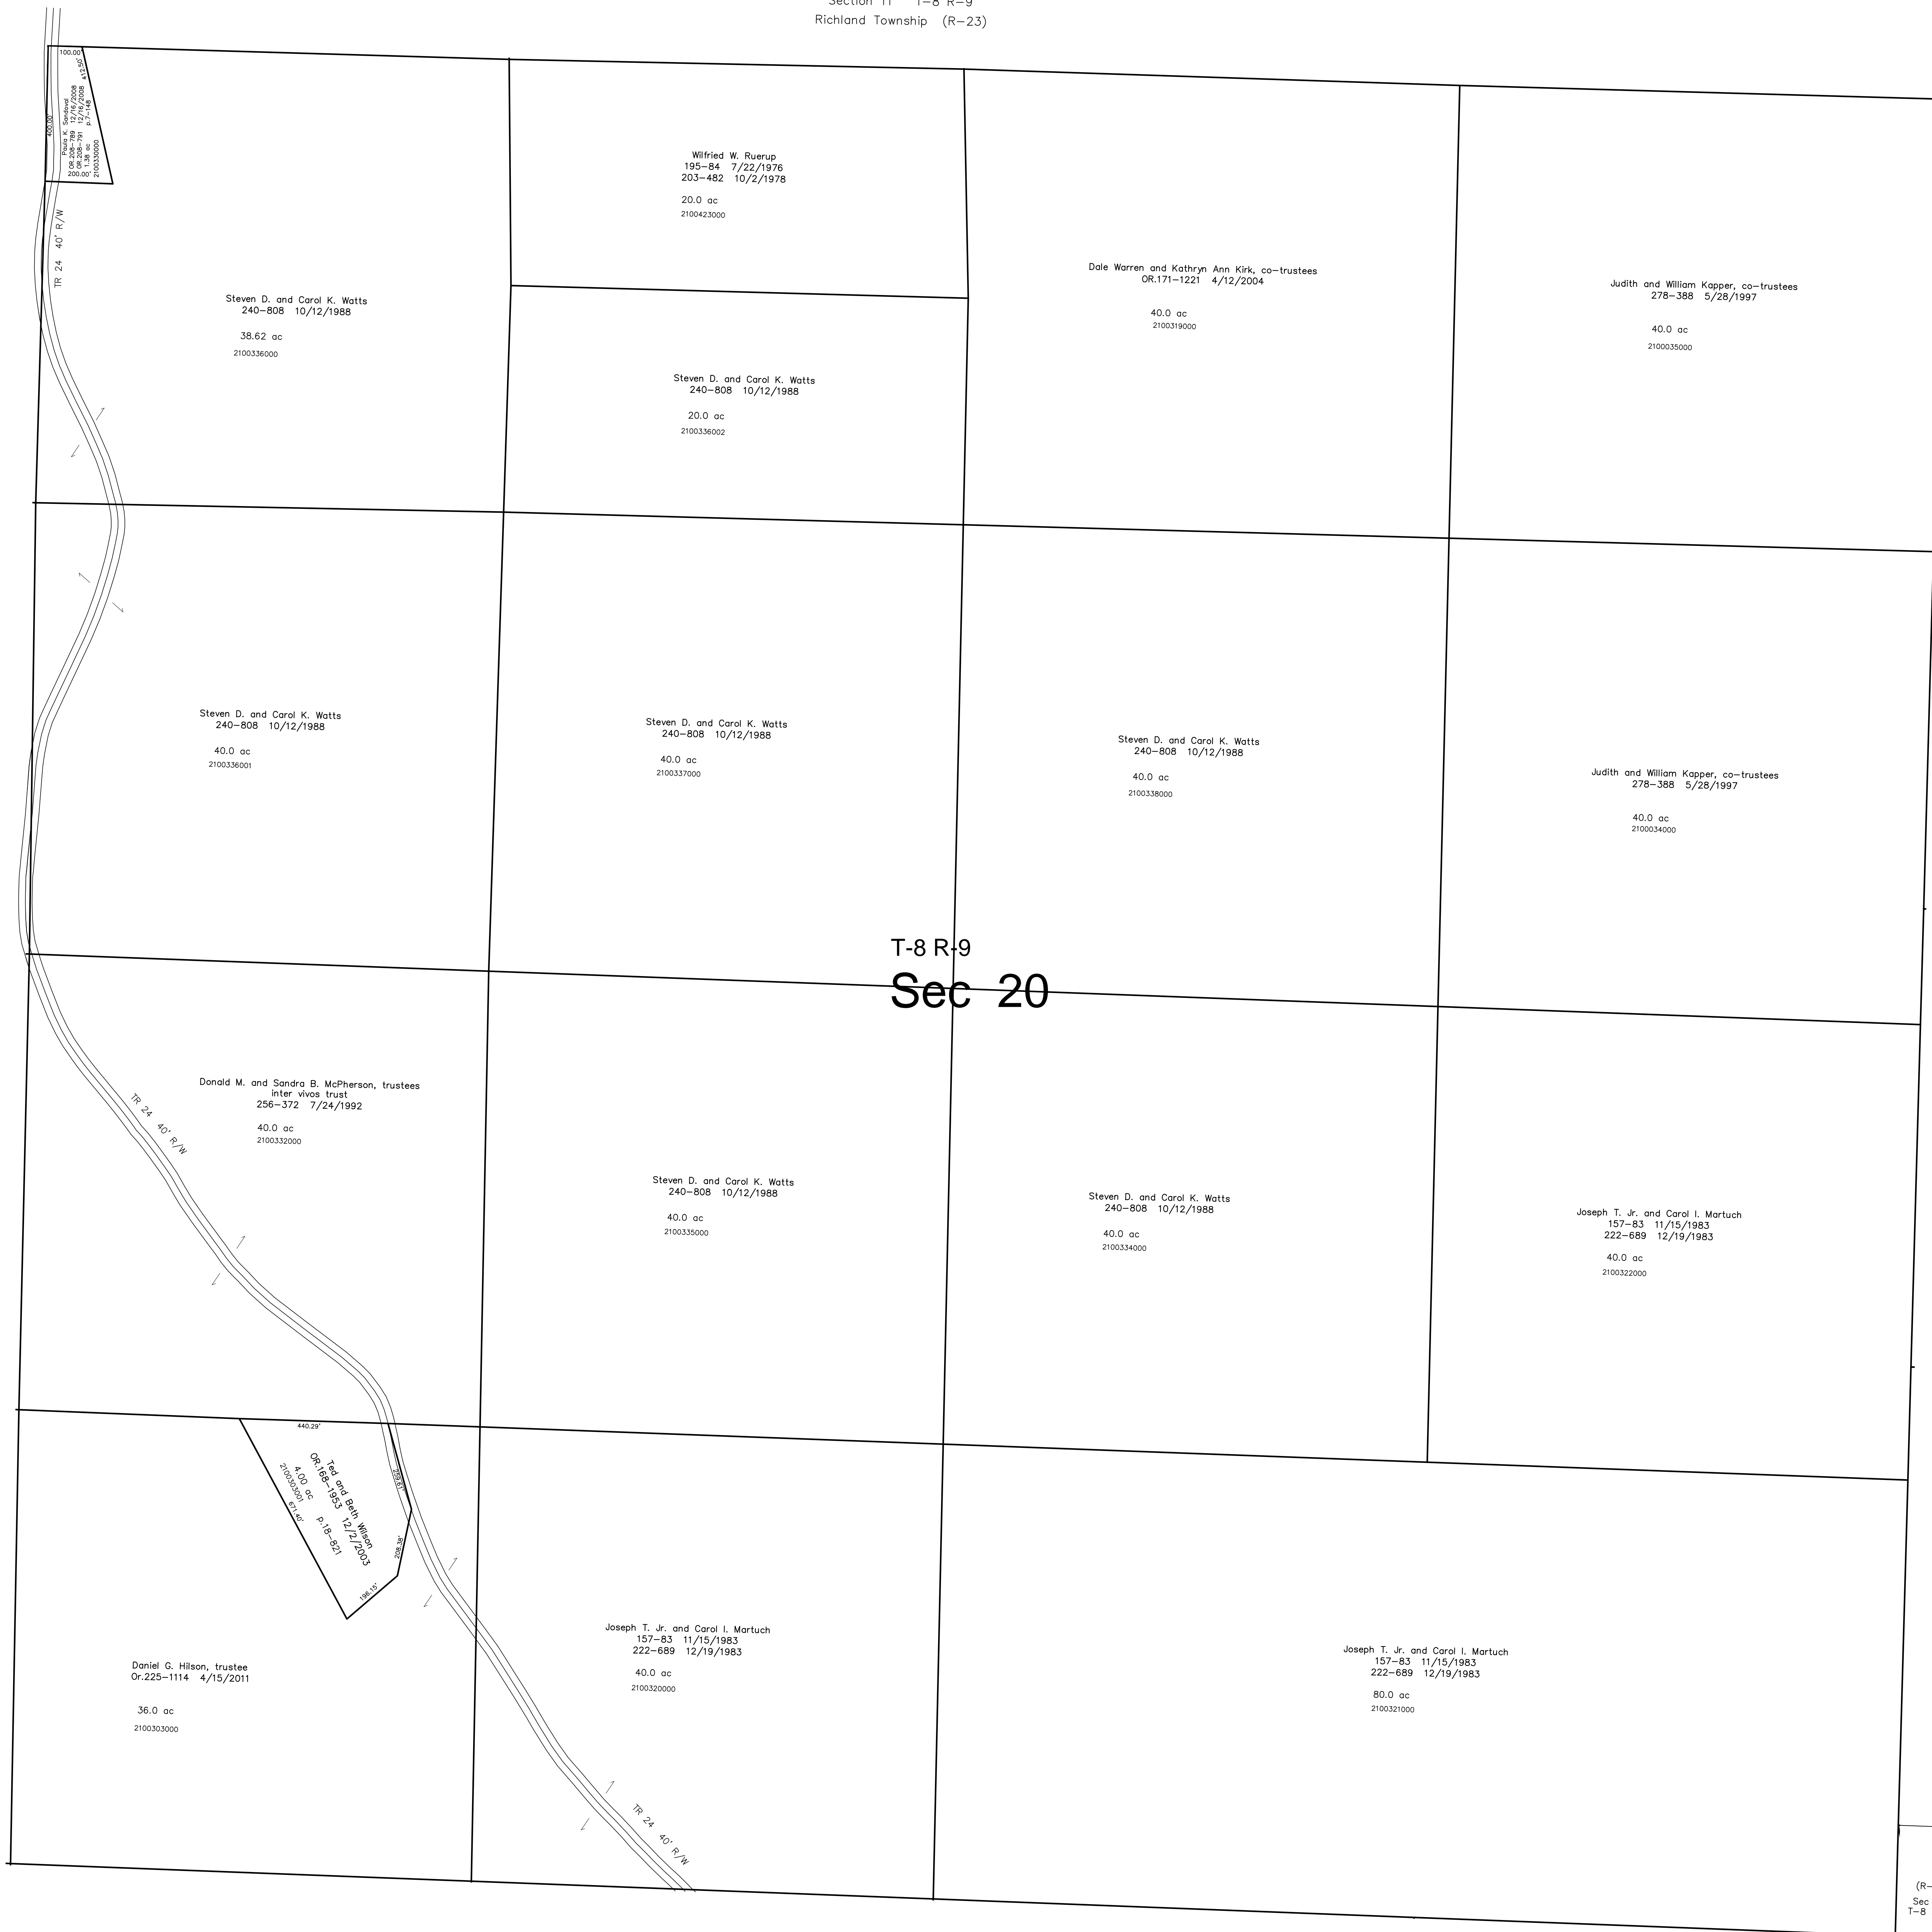 Section 11 T-8 R-9
Richland Township (R-23)
100.00'
412.50'
400.00'
Paula K. Sandoval
OR.208-789 12/16/2008
OR.208-791 12/16/2008
1.38 ac p.7-148
2100330000
200.00'
TR 24 40' R/W
Steven D. and Carol K. Watts
240-808 10/12/1988
38.62 ac
2100336000
Wilfried W. Ruerup
195-84 7/22/1976
203-482 10/2/1978
20.0 ac
2100423000
Steven D. and Carol K. Watts
240-808 10/12/1988
20.0 ac
2100336002
Dale Warren and Kathryn Ann Kirk, co-trustees
OR.171-1221 4/12/2004
40.0 ac
2100319000
Judith and William Kapper, co-trustees
278-388 5/28/1997
40.0 ac
2100035000
Steven D. and Carol K. Watts
240-808 10/12/1988
40.0 ac
2100336001
Steven D. and Carol K. Watts
240-808 10/12/1988
40.0 ac
2100337000
Steven D. and Carol K. Watts
240-808 10/12/1988
40.0 ac
2100338000
Judith and William Kapper, co-trustees
278-388 5/28/1997
40.0 ac
2100034000
T-8 R-9
Sec 20
Donald M. and Sandra B. McPherson, trustees
inter vivos trust
256-372 7/24/1992
40.0 ac
2100332000
TR 24 40' R/W
Steven D. and Carol K. Watts
240-808 10/12/1988
40.0 ac
2100335000
Steven D. and Carol K. Watts
240-808 10/12/1988
40.0 ac
2100334000
Joseph T. Jr. and Carol I. Martuch
157-83 11/15/1983
222-689 12/19/1983
40.0 ac
2100322000
440.29'
Ted and Beth Wilson
OR.168-1953 12/2/2003
4.00 ac p.18-821
2100303001
671.40'
259.61'
208.38'
196.15'
Daniel G. Hilson, trustee
Or.225-1114 4/15/2011
36.0 ac
2100303000
Joseph T. Jr. and Carol I. Martuch
157-83 11/15/1983
222-689 12/19/1983
40.0 ac
2100320000
TR 24 40' R/W
Joseph T. Jr. and Carol I. Martuch
157-83 11/15/1983
222-689 12/19/1983
80.0 ac
2100321000
(R-
Sec
T-8